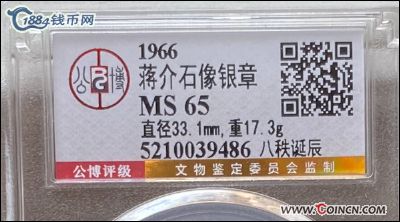 1884钱币网
1966
公博
蒋介石像银章
MS 65
直径33.1mm,重17.3g
5210039486 八秩诞辰
公博评级 文物鉴定委员会监制
www.COINCN.COM